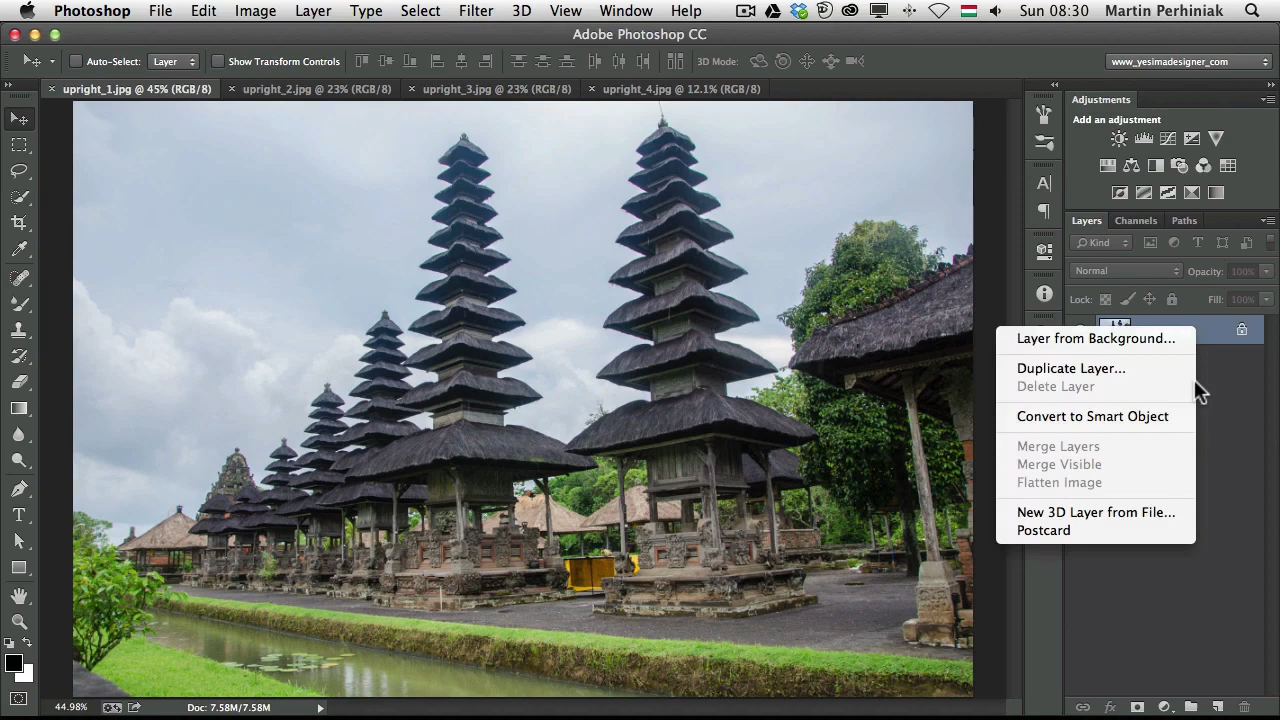 Photoshop File Edit Image Layer Type Select Filter 3D View Window Help Sun 08:30 Martin Perhiniak
Adobe Photoshop CC
Auto-Select: Layer Show Transform Controls 3D Mode: www_yesimadesigner_com
× upright_1.jpg @ 45% (RGB/8) × upright_2.jpg @ 23% (RGB/8) × upright_3.jpg @ 23% (RGB/8) × upright_4.jpg @ 12.1% (RGB/8)
Adjustments
Add an adjustment
Layers Channels Paths
Kind
Normal Opacity: 100%
Lock: Fill: 100%
Layer from Background...
Duplicate Layer...
Delete Layer
Convert to Smart Object
Merge Layers
Merge Visible
Flatten Image
New 3D Layer from File...
Postcard
44.98% Doc: 7.58M/7.58M